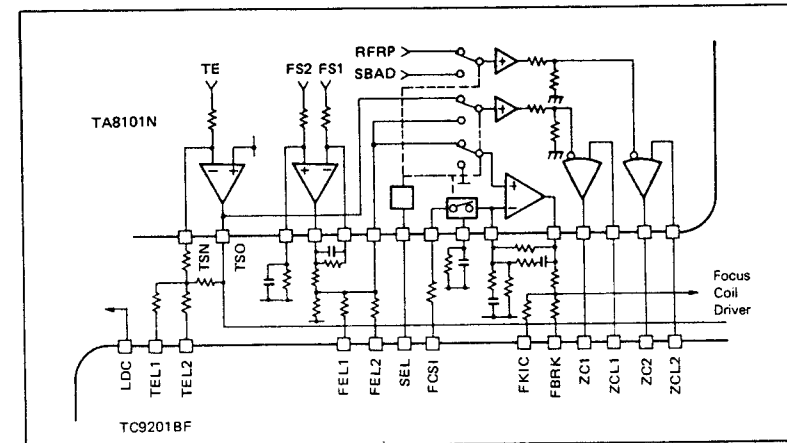 RFRP
SBAD
TE
FS2
FS1
TA8101N
TSN
TSO
Focus
Coil
Driver
LDC
TEL1
TEL2
FEL1
FEL2
SEL
FCSI
FKIC
FBRK
ZC1
ZCL1
ZC2
ZCL2
TC9201BF